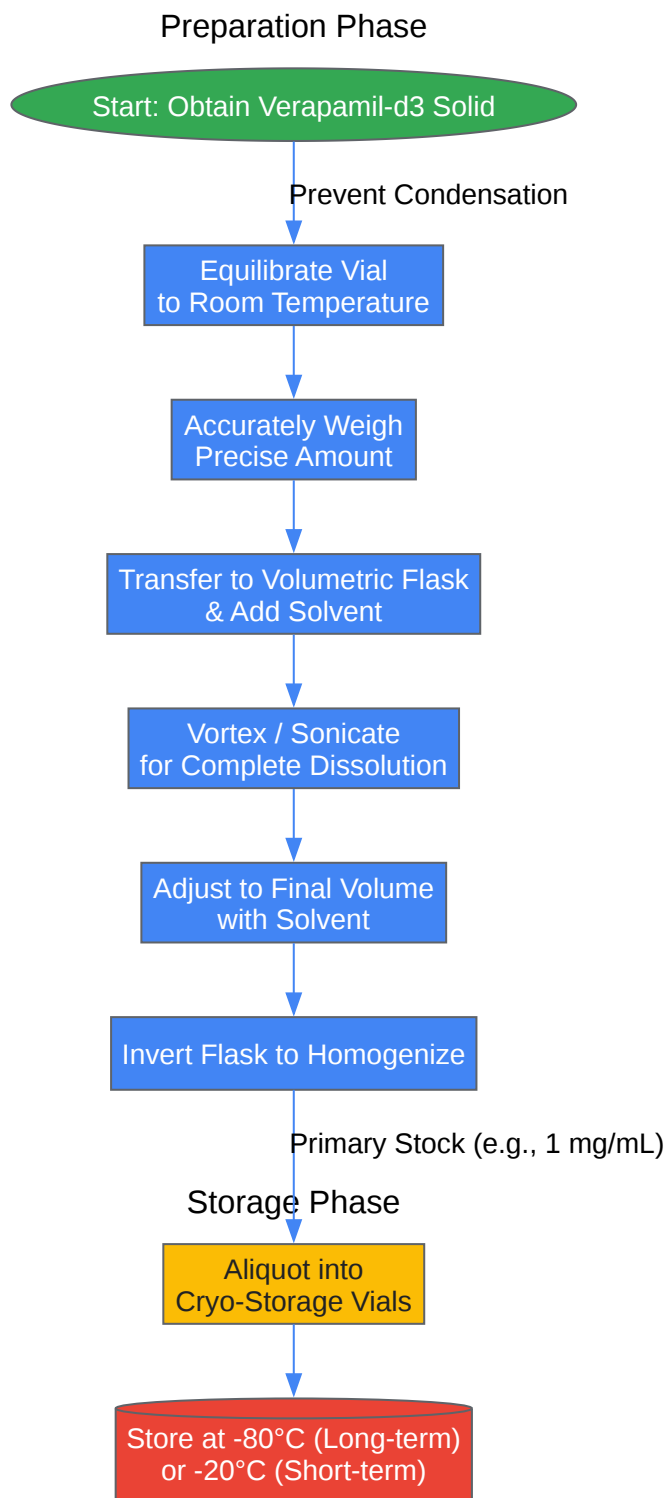 Preparation Phase
Start: Obtain Verapamil-d3 Solid
Prevent Condensation
Equilibrate Vial
to Room Temperature
Accurately Weigh
Precise Amount
Transfer to Volumetric Flask
& Add Solvent
Vortex / Sonicate
for Complete Dissolution
Adjust to Final Volume
with Solvent
Invert Flask to Homogenize
Primary Stock (e.g., 1 mg/mL)
Storage Phase
Aliquot into
Cryo-Storage Vials
Store at -80°C (Long-term)
or -20°C (Short-term)